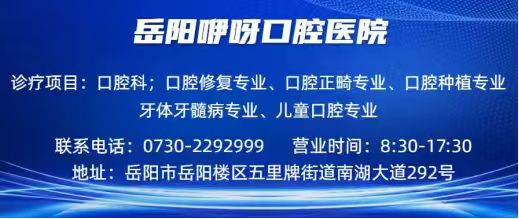 岳阳咿呀口腔医院
诊疗项目：口腔科；口腔修复专业、口腔正畸专业、口腔种植专业
牙体牙髓病专业、儿童口腔专业
联系电话：0730-2292999 营业时间：8:30-17:30
地址：岳阳市岳阳楼区五里牌街道南湖大道292号